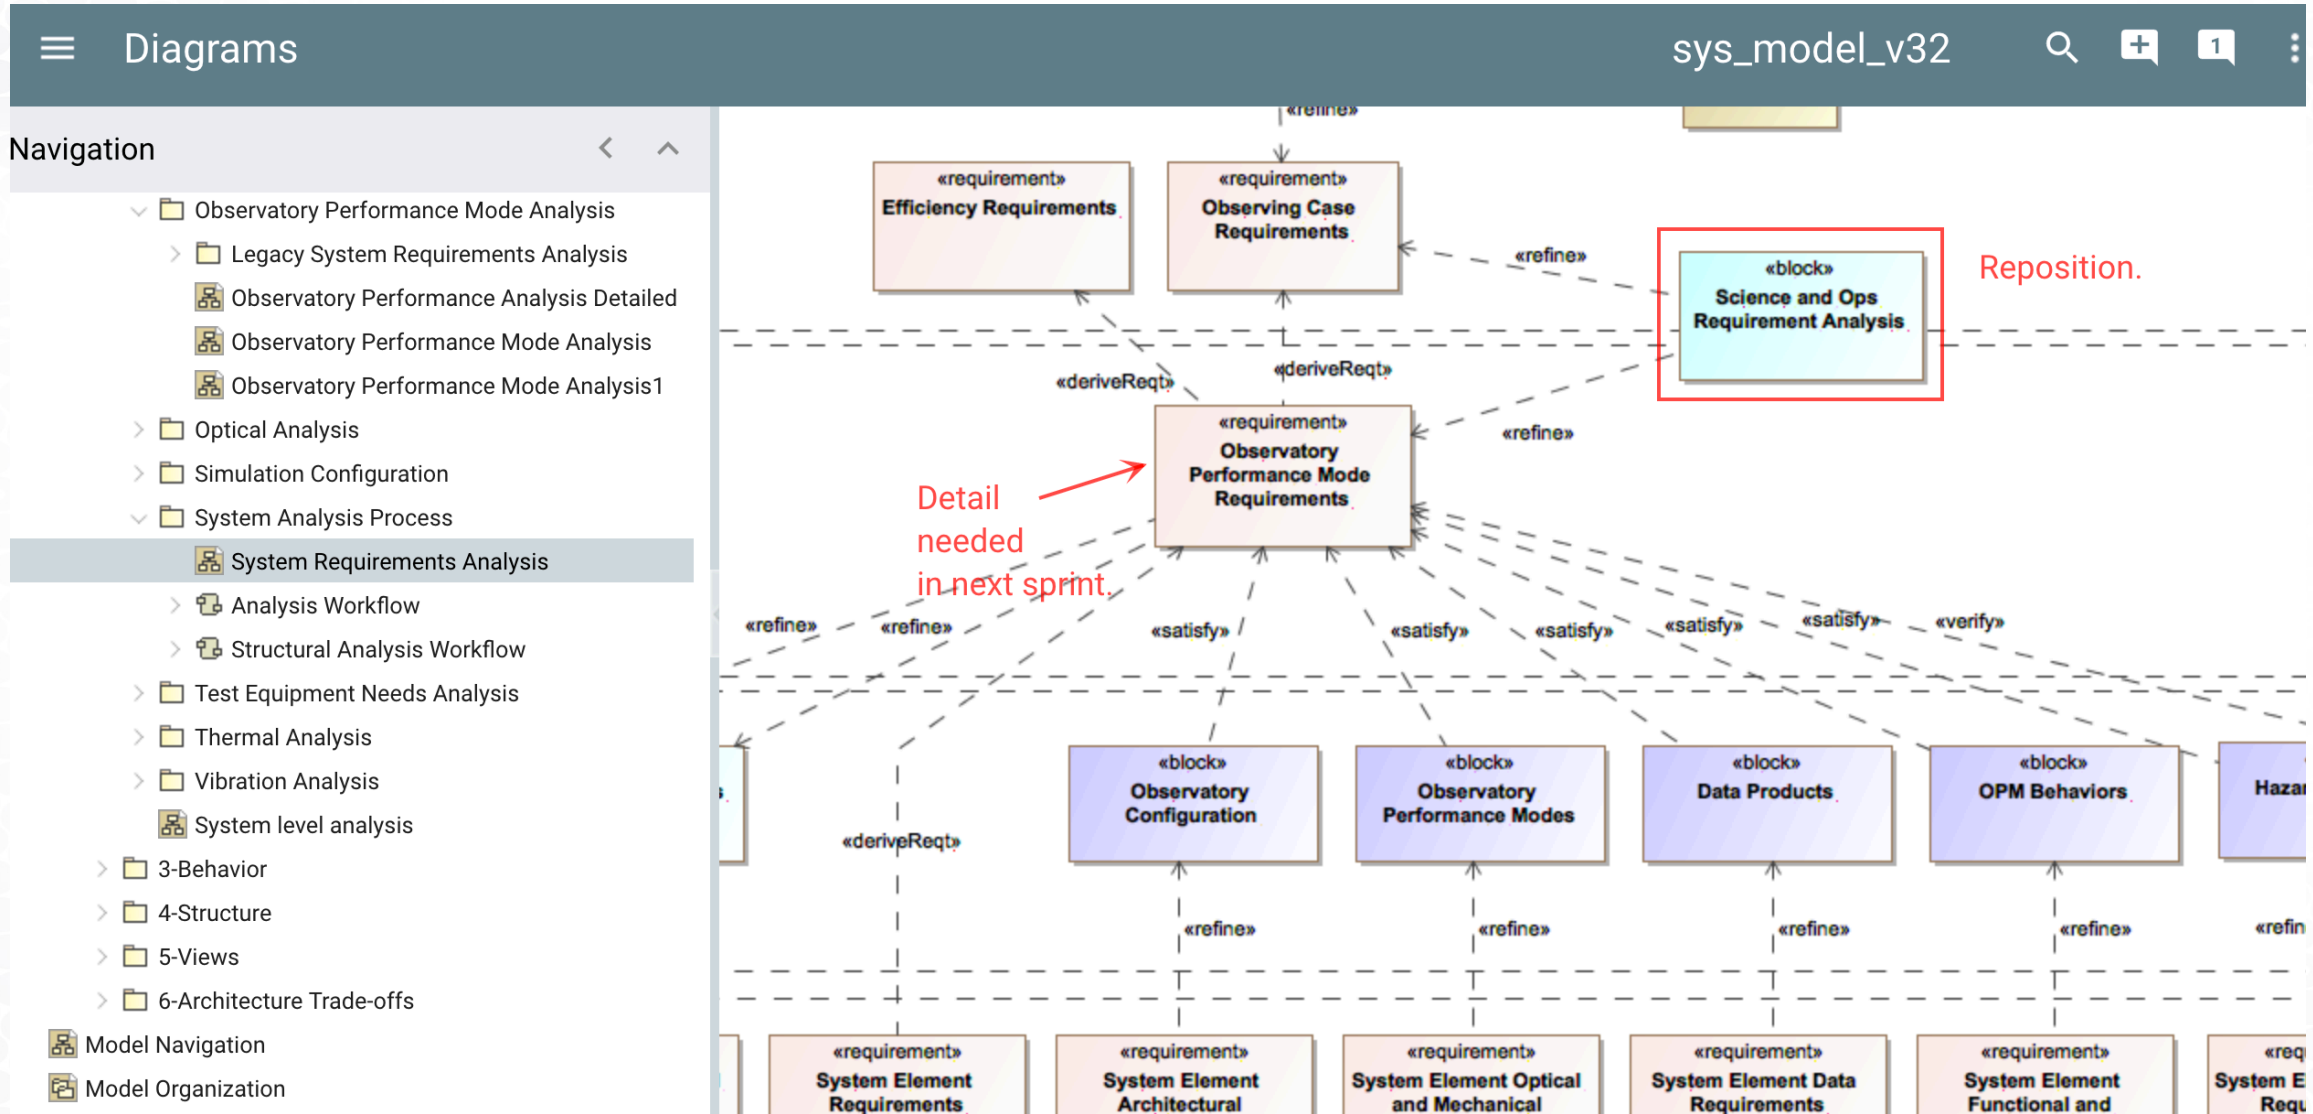 Diagrams
sys_model_v32
1
Navigation
Observatory Performance Mode Analysis
Legacy System Requirements Analysis
Observatory Performance Analysis Detailed
Observatory Performance Mode Analysis
Observatory Performance Mode Analysis1
Optical Analysis
Simulation Configuration
System Analysis Process
System Requirements Analysis
Analysis Workflow
Structural Analysis Workflow
Test Equipment Needs Analysis
Thermal Analysis
Vibration Analysis
System level analysis
3-Behavior
4-Structure
5-Views
6-Architecture Trade-offs
Model Navigation
Model Organization
«refine»
«requirement»
Efficiency Requirements
«requirement»
Observing Case
Requirements
«refine»
«block»
Science and Ops
Requirement Analysis
Reposition.
«deriveReqt»
«deriveReqt»
«refine»
«requirement»
Observatory
Performance Mode
Requirements
Detail
needed
in next sprint.
«refine»
«refine»
«satisfy»
«satisfy»
«satisfy»
«satisfy»
«satisfy»
«verify»
«block»
Observatory
Configuration
«block»
Observatory
Performance Modes
«block»
Data Products
«block»
OPM Behaviors
«deriveReqt»
«refine»
«refine»
«refine»
«refine»
«requirement»
System Element
Requirements
«requirement»
System Element
Architectural
«requirement»
System Element Optical
and Mechanical
«requirement»
System Element Data
Requirements
«requirement»
System Element
Functional and